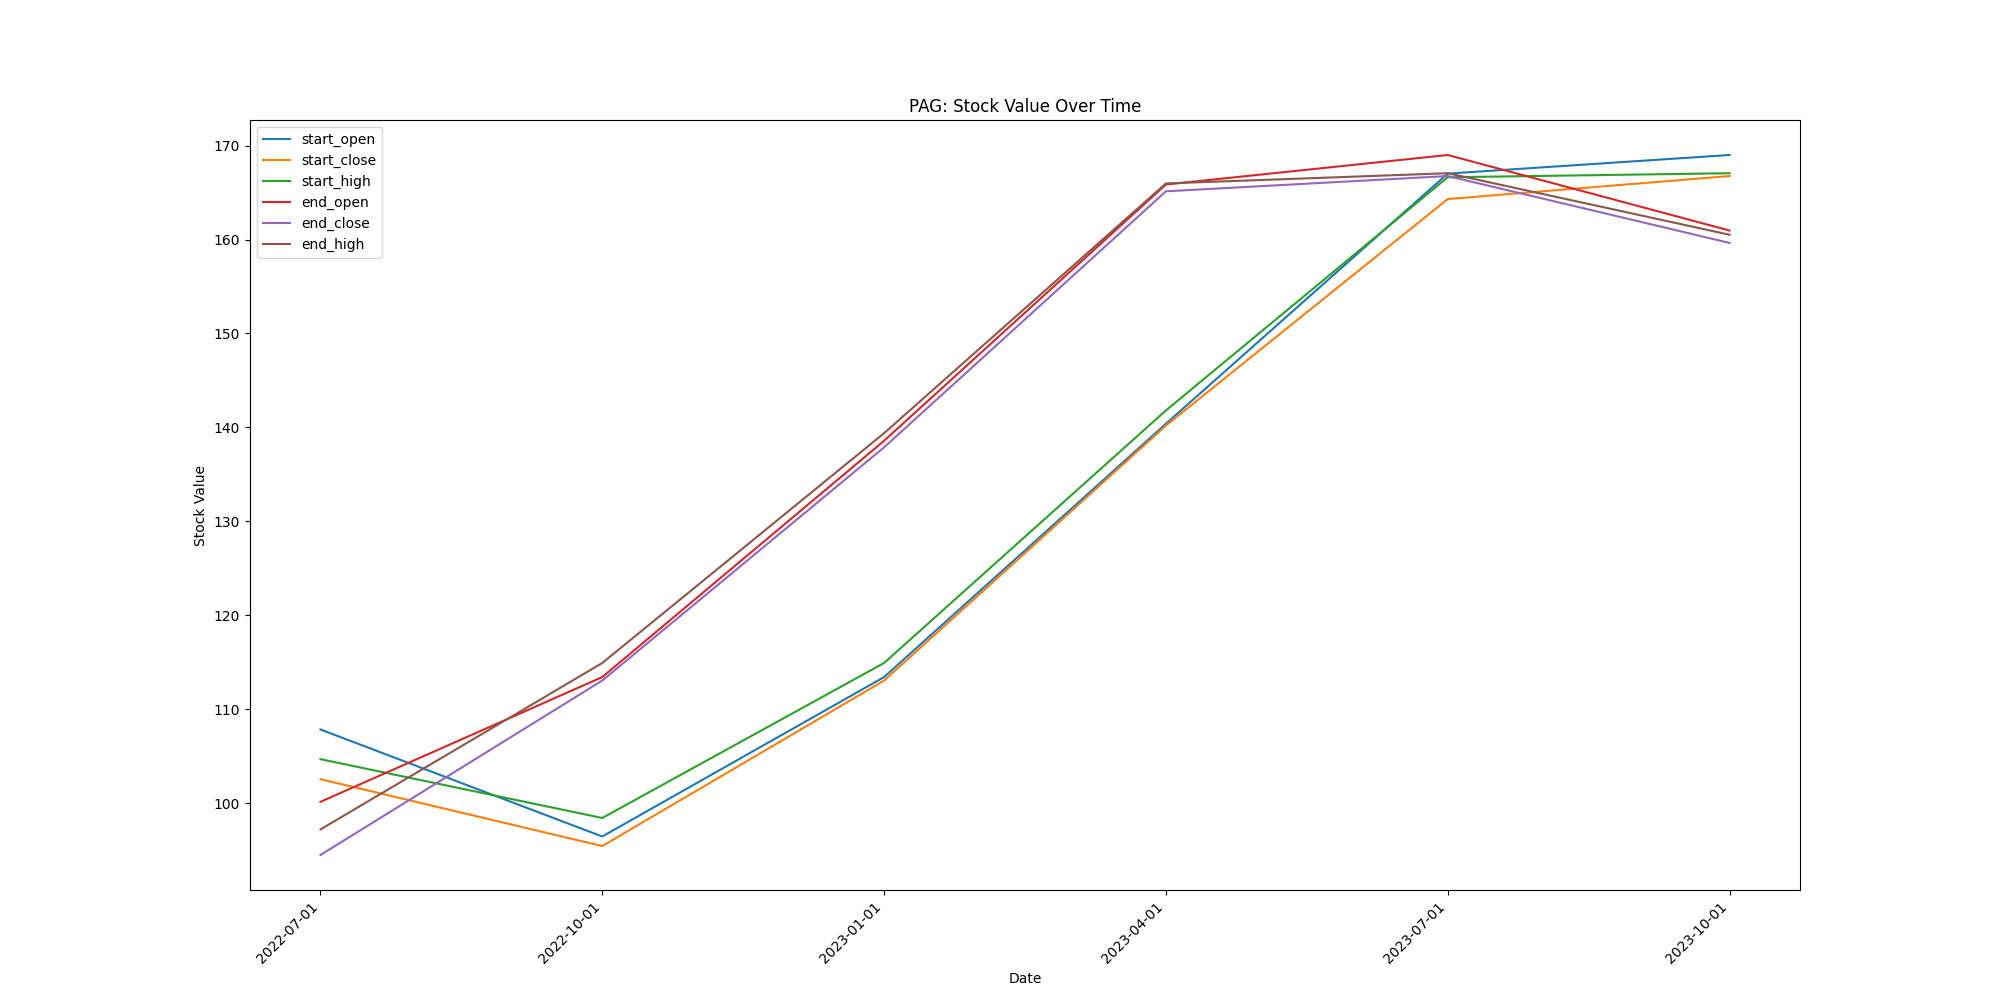 PAG: Stock Value Over Time
start_open
start_close
start_high
end_open
end_close
end_high
170
160
150
140
130
120
110
100
Stock Value
2022-07-01
2022-10-01
2023-01-01
2023-04-01
2023-07-01
2023-10-01
Date